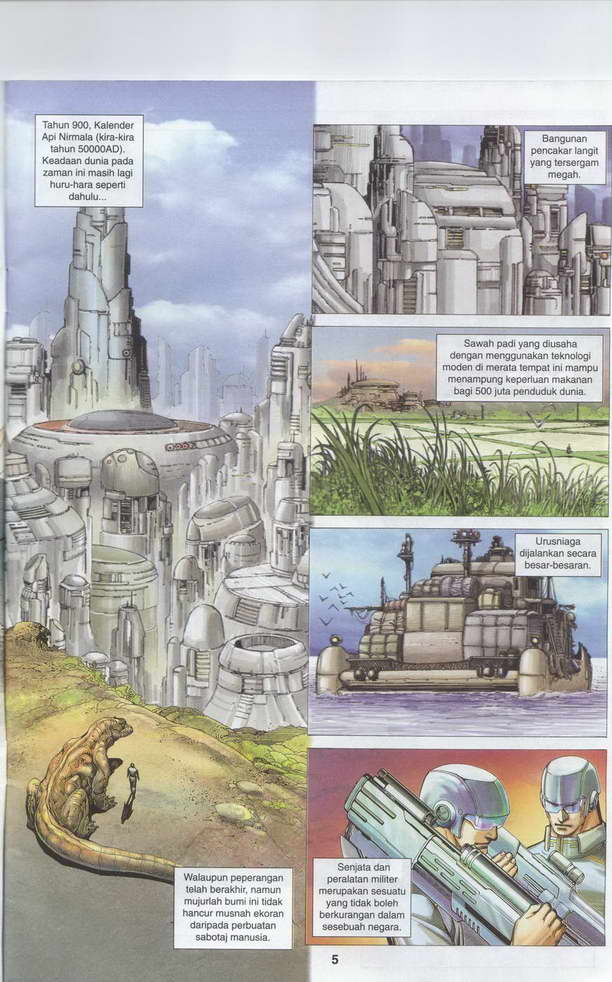 Tahun 900, Kalender
Api Nirmala (kira-kira
tahun 50000AD).
Keadaan dunia pada
zaman ini masih lagi
huru-hara seperti
dahulu...
Bangunan
pencakar langit
yang tersergam
megah.
Sawah padi yang diusaha
dengan menggunakan teknologi
moden di merata tempat ini mampu
menampung keperluan makanan
bagi 500 juta penduduk dunia.
Urusniaga
dijalankan secara
besar-besaran.
Walaupun peperangan
telah berakhir, namun
mujurlah bumi ini tidak
hancur musnah ekoran
daripada perbuatan
sabotaj manusia.
Senjata dan
peralatan militer
merupakan sesuatu
yang tidak boleh
berkurangan dalam
sesebuah negara.
5